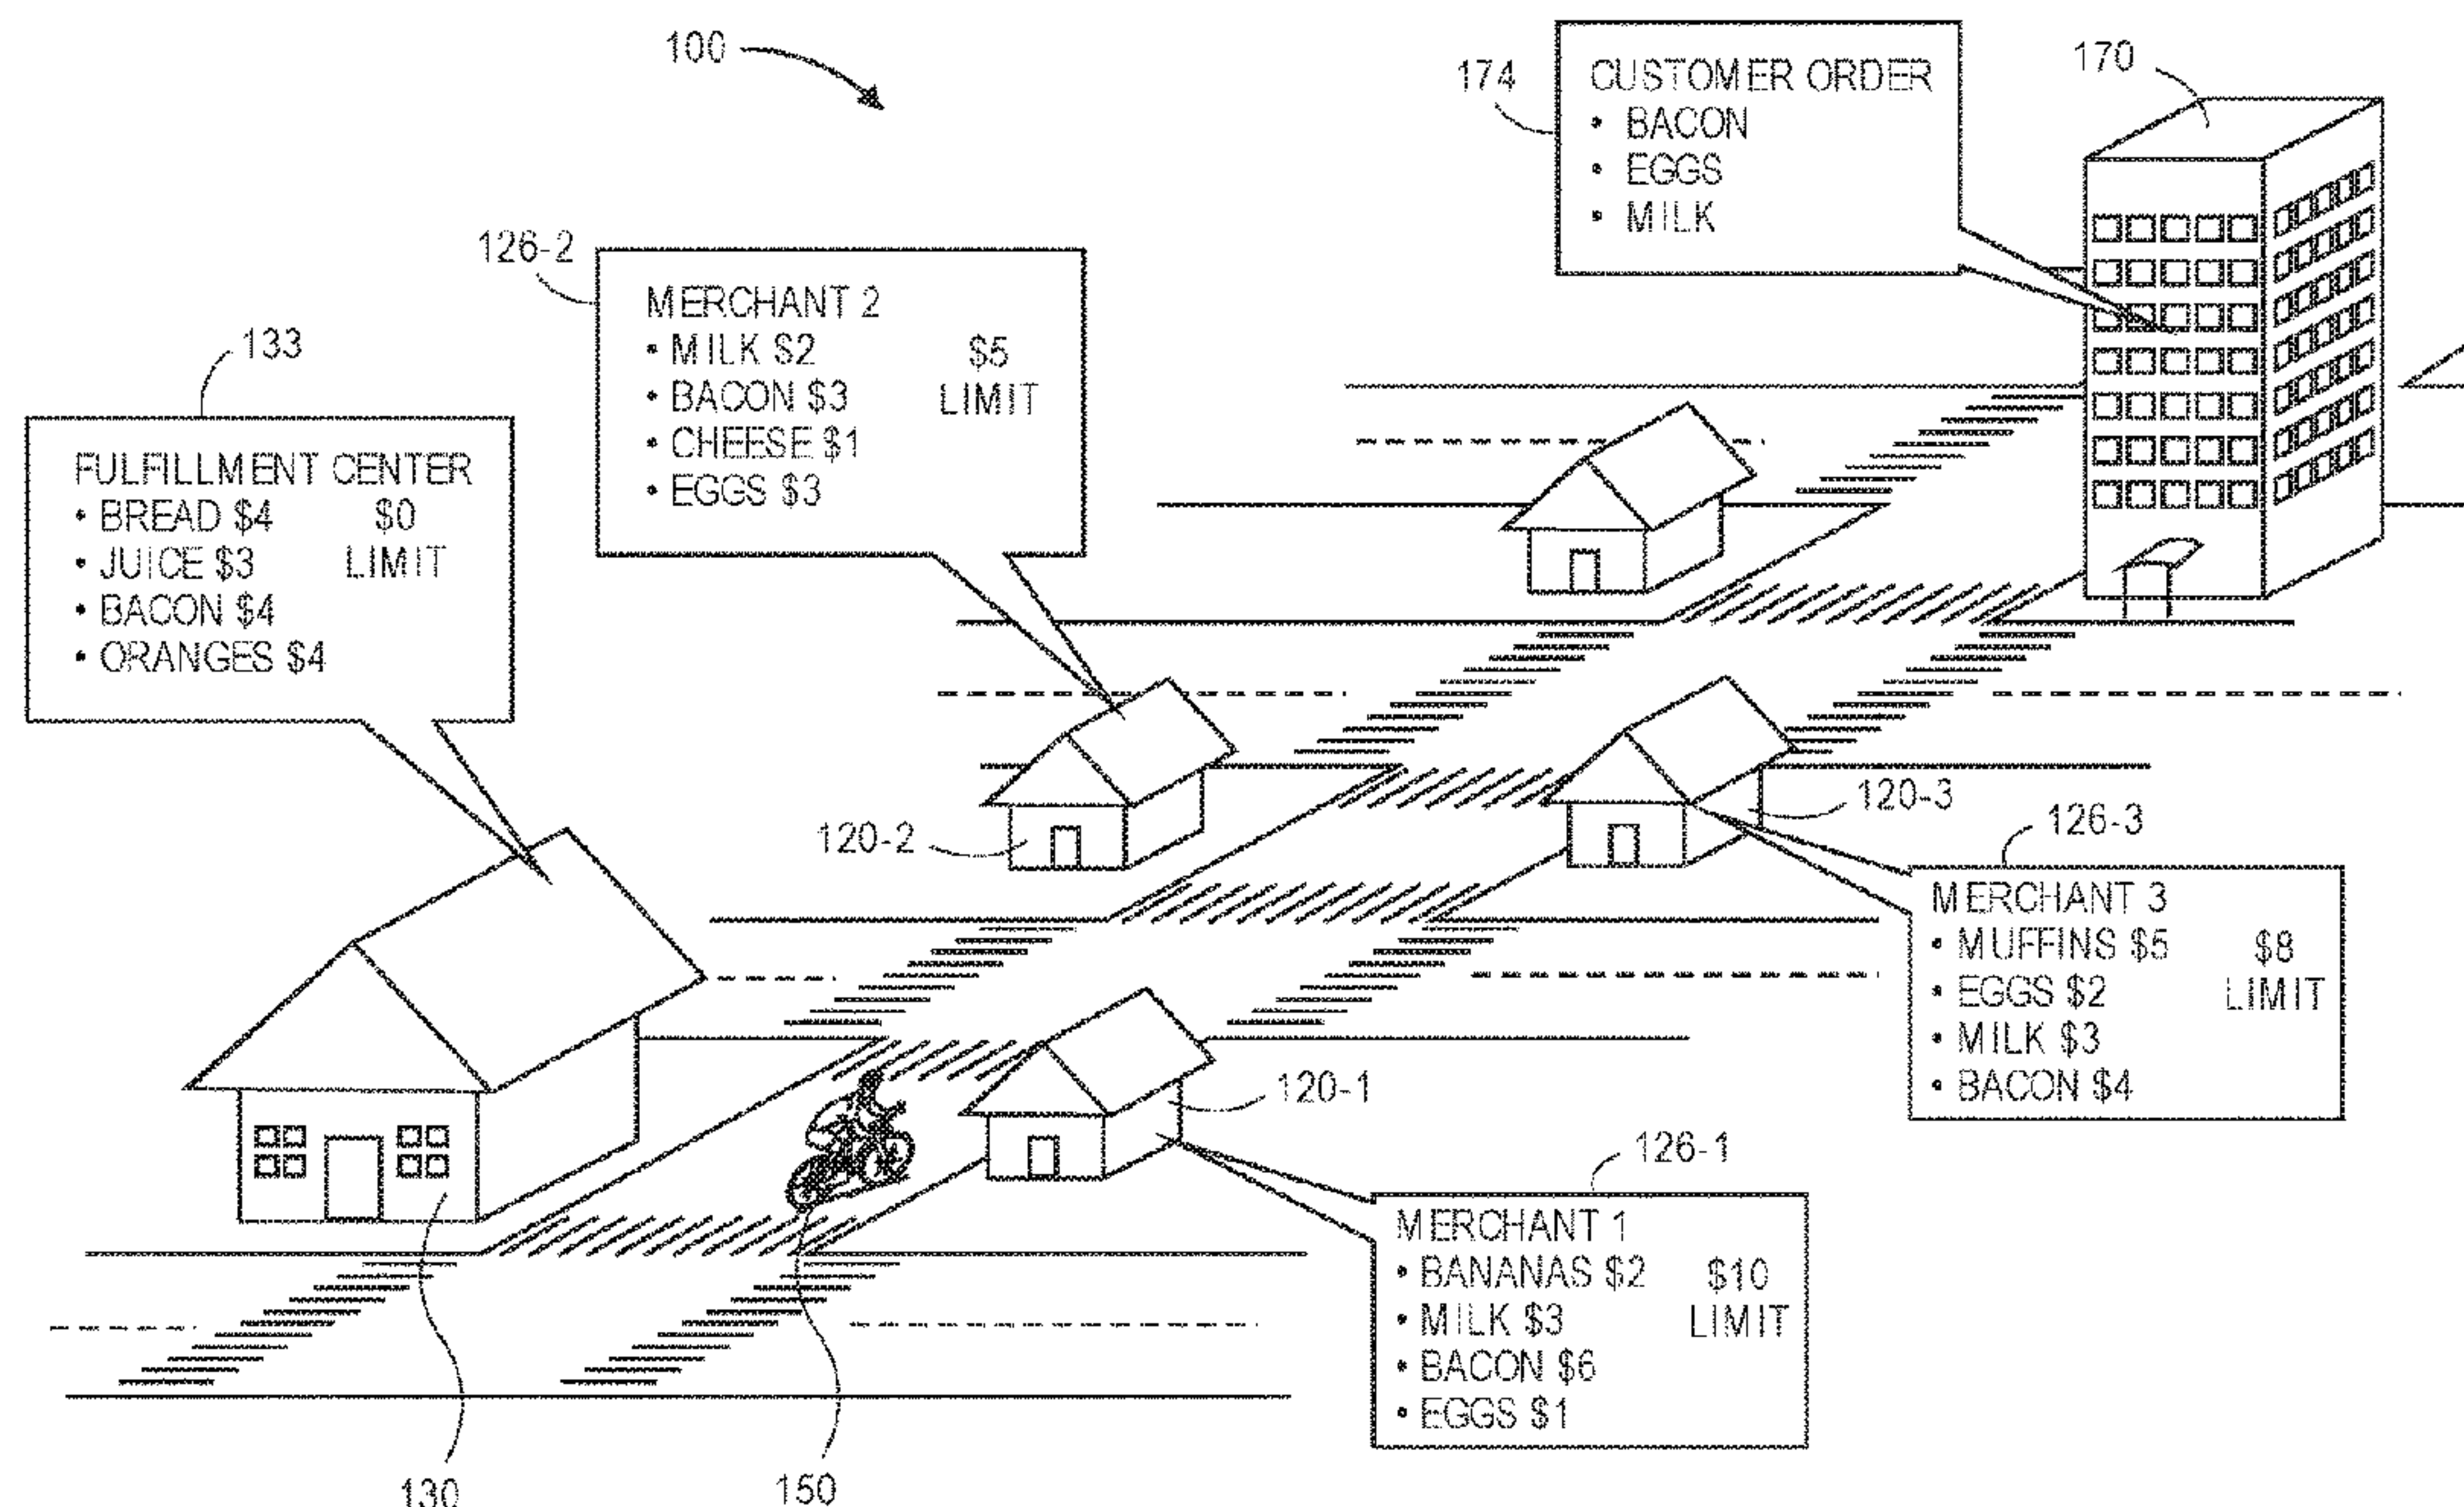 100
174
CUSTOMER ORDER
• BACON
• EGGS
• MILK
170
126-2
MERCHANT 2
• MILK $2 $5
• BACON $3 LIMIT
• CHEESE $1
• EGGS $3
133
FULFILLMENT CENTER
• BREAD $4 $0
• JUICE $3 LIMIT
• BACON $4
• ORANGES $4
120-2
120-3
126-3
MERCHANT 3
• MUFFINS $5 $8
• EGGS $2 LIMIT
• MILK $3
• BACON $4
120-1
126-1
MERCHANT 1
• BANANAS $2 $10
• MILK $3 LIMIT
• BACON $6
• EGGS $1
130
150